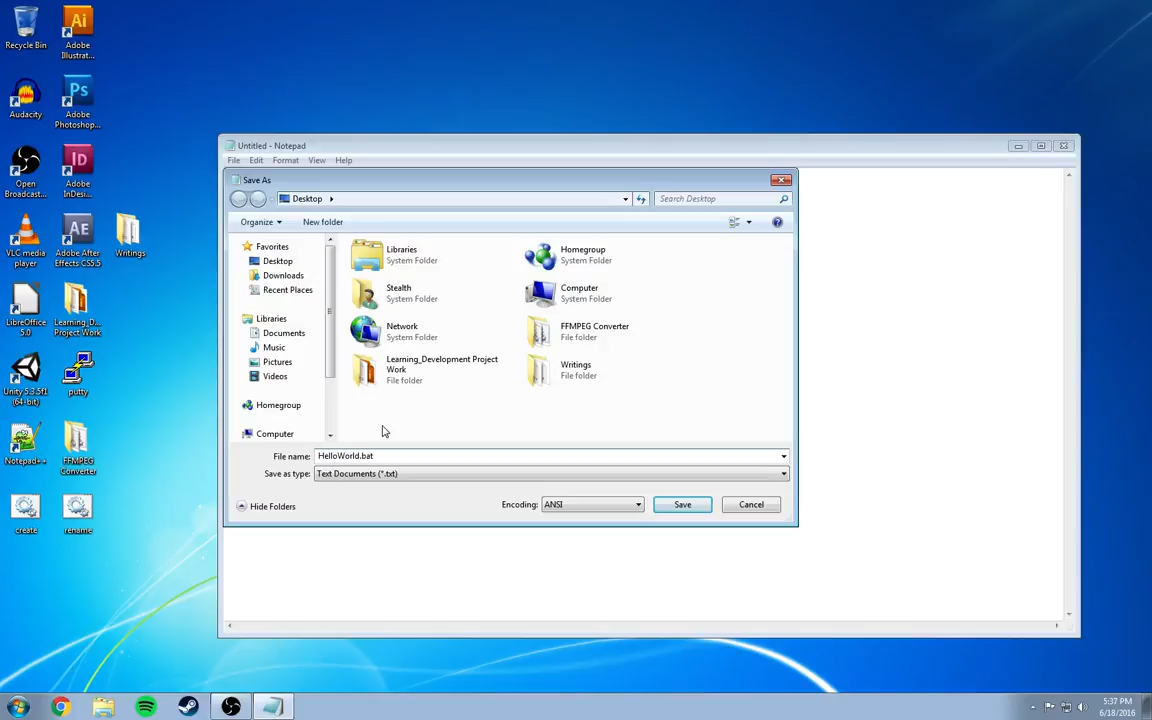 Recycle Bin
Adobe
Illustrat...
Audacity
Adobe
Photoshop...
Open
Broadcast...
Adobe
InDesi...
VLC media
player
Adobe After
Effects CS5.5
Writings
LibreOffice
5.0
Learning_D...
Project Work
Unity 5.3.5f1
(64-bit)
putty
Notepad++
FFMPEG
Converter
create
rename
Untitled - Notepad
File Edit Format View Help
Save As
Desktop
Search Desktop
Organize New folder
Favorites
Desktop
Downloads
Recent Places
Libraries
Documents
Music
Pictures
Videos
Homegroup
Computer
Libraries
System Folder
Homegroup
System Folder
Stealth
System Folder
Computer
System Folder
Network
System Folder
FFMPEG Converter
File folder
Learning_Development Project
Work
File folder
Writings
File folder
File name: HelloWorld.bat
Save as type: Text Documents (*.txt)
Hide Folders
Encoding: ANSI
Save
Cancel
5:37 PM
6/18/2016